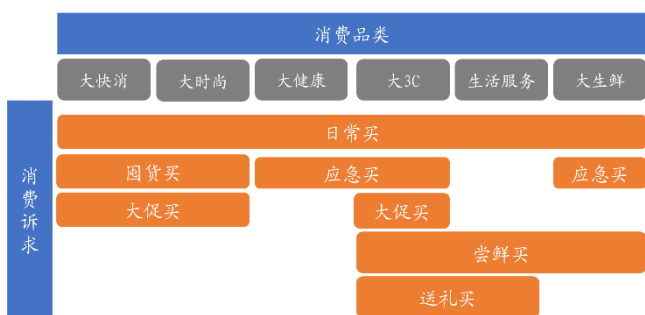 消费品类
大快消 大时尚 大健康 大3C 生活服务 大生鲜
消费诉求
日常买
囤货买 应急买 应急买
大促买 大促买
尝鲜买
送礼买